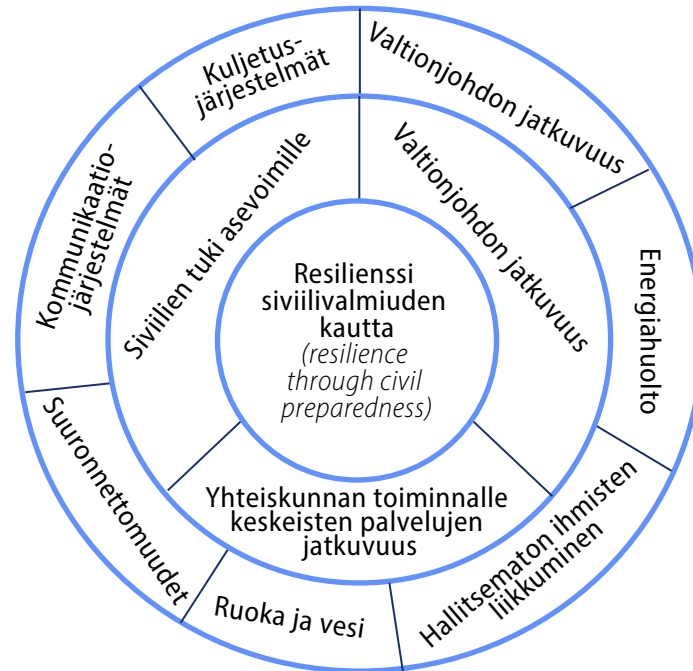 Valtionjohdon jatkuvuus
Energiahuolto
Hallitsematon ihmisten
liikkuminen
Ruoka ja vesi
Suuronnettomuudet
Kommunikaatio-
järjestelmät
Kuljetus-
järjestelmät
Valtionjohdon jatkuvuus
Yhteiskunnan toiminnalle
keskeisten palvelujen
jatkuvuus
Siviilien tuki asevoimille
Resilienssi
siviilivalmiuden
kautta
(resilience
through civil
preparedness)